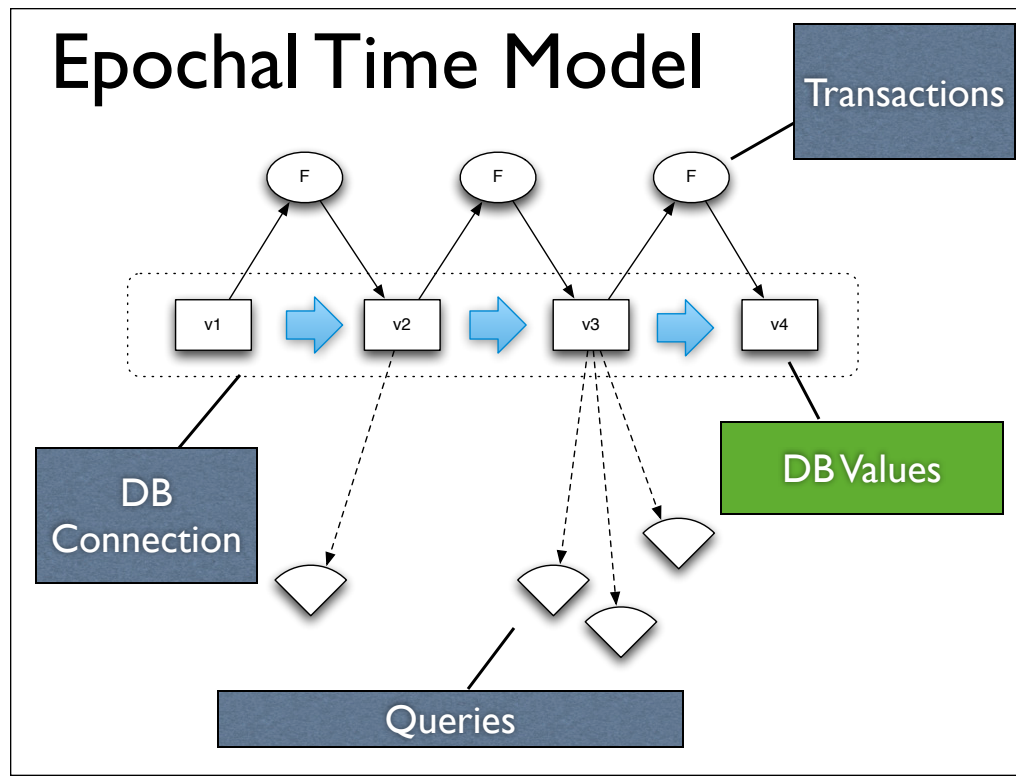 Epochal Time Model
Transactions
F
F
F
v1
v2
v3
v4
DB
Connection
DB Values
Queries